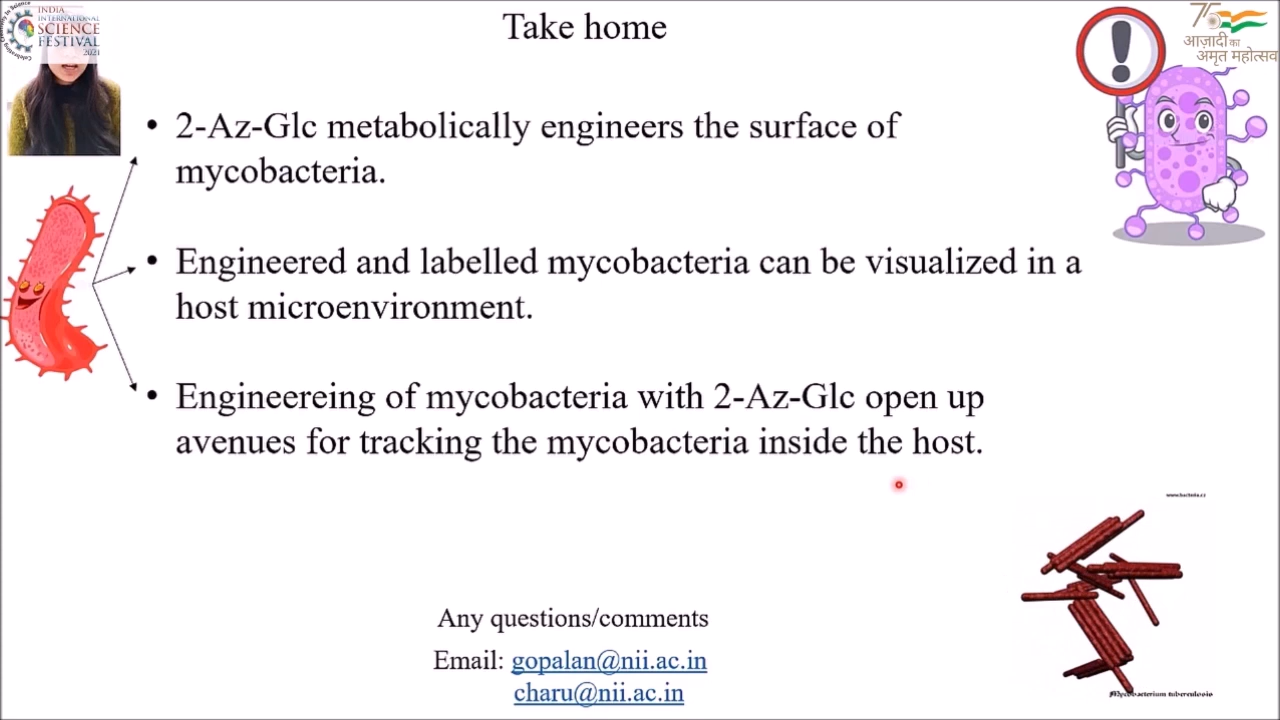 INDIA
INTERNATIONAL
SCIENCE
FESTIVAL
2021
Take home
75
आज़ादी का
अमृत महोत्सव
• 2-Az-Glc metabolically engineers the surface of
mycobacteria.
• Engineered and labelled mycobacteria can be visualized in a
host microenvironment.
• Engineereing of mycobacteria with 2-Az-Glc open up
avenues for tracking the mycobacteria inside the host.
www.bacteria.cz
Mycobacterium tuberculosis
Any questions/comments
Email: gopalan@nii.ac.in
charu@nii.ac.in